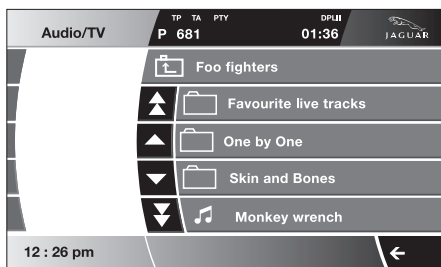 TP TA PTY DPLII
Audio/TV P 681 01:36 JAGUAR
Foo fighters
Favourite live tracks
One by One
Skin and Bones
Monkey wrench
12 : 26 pm